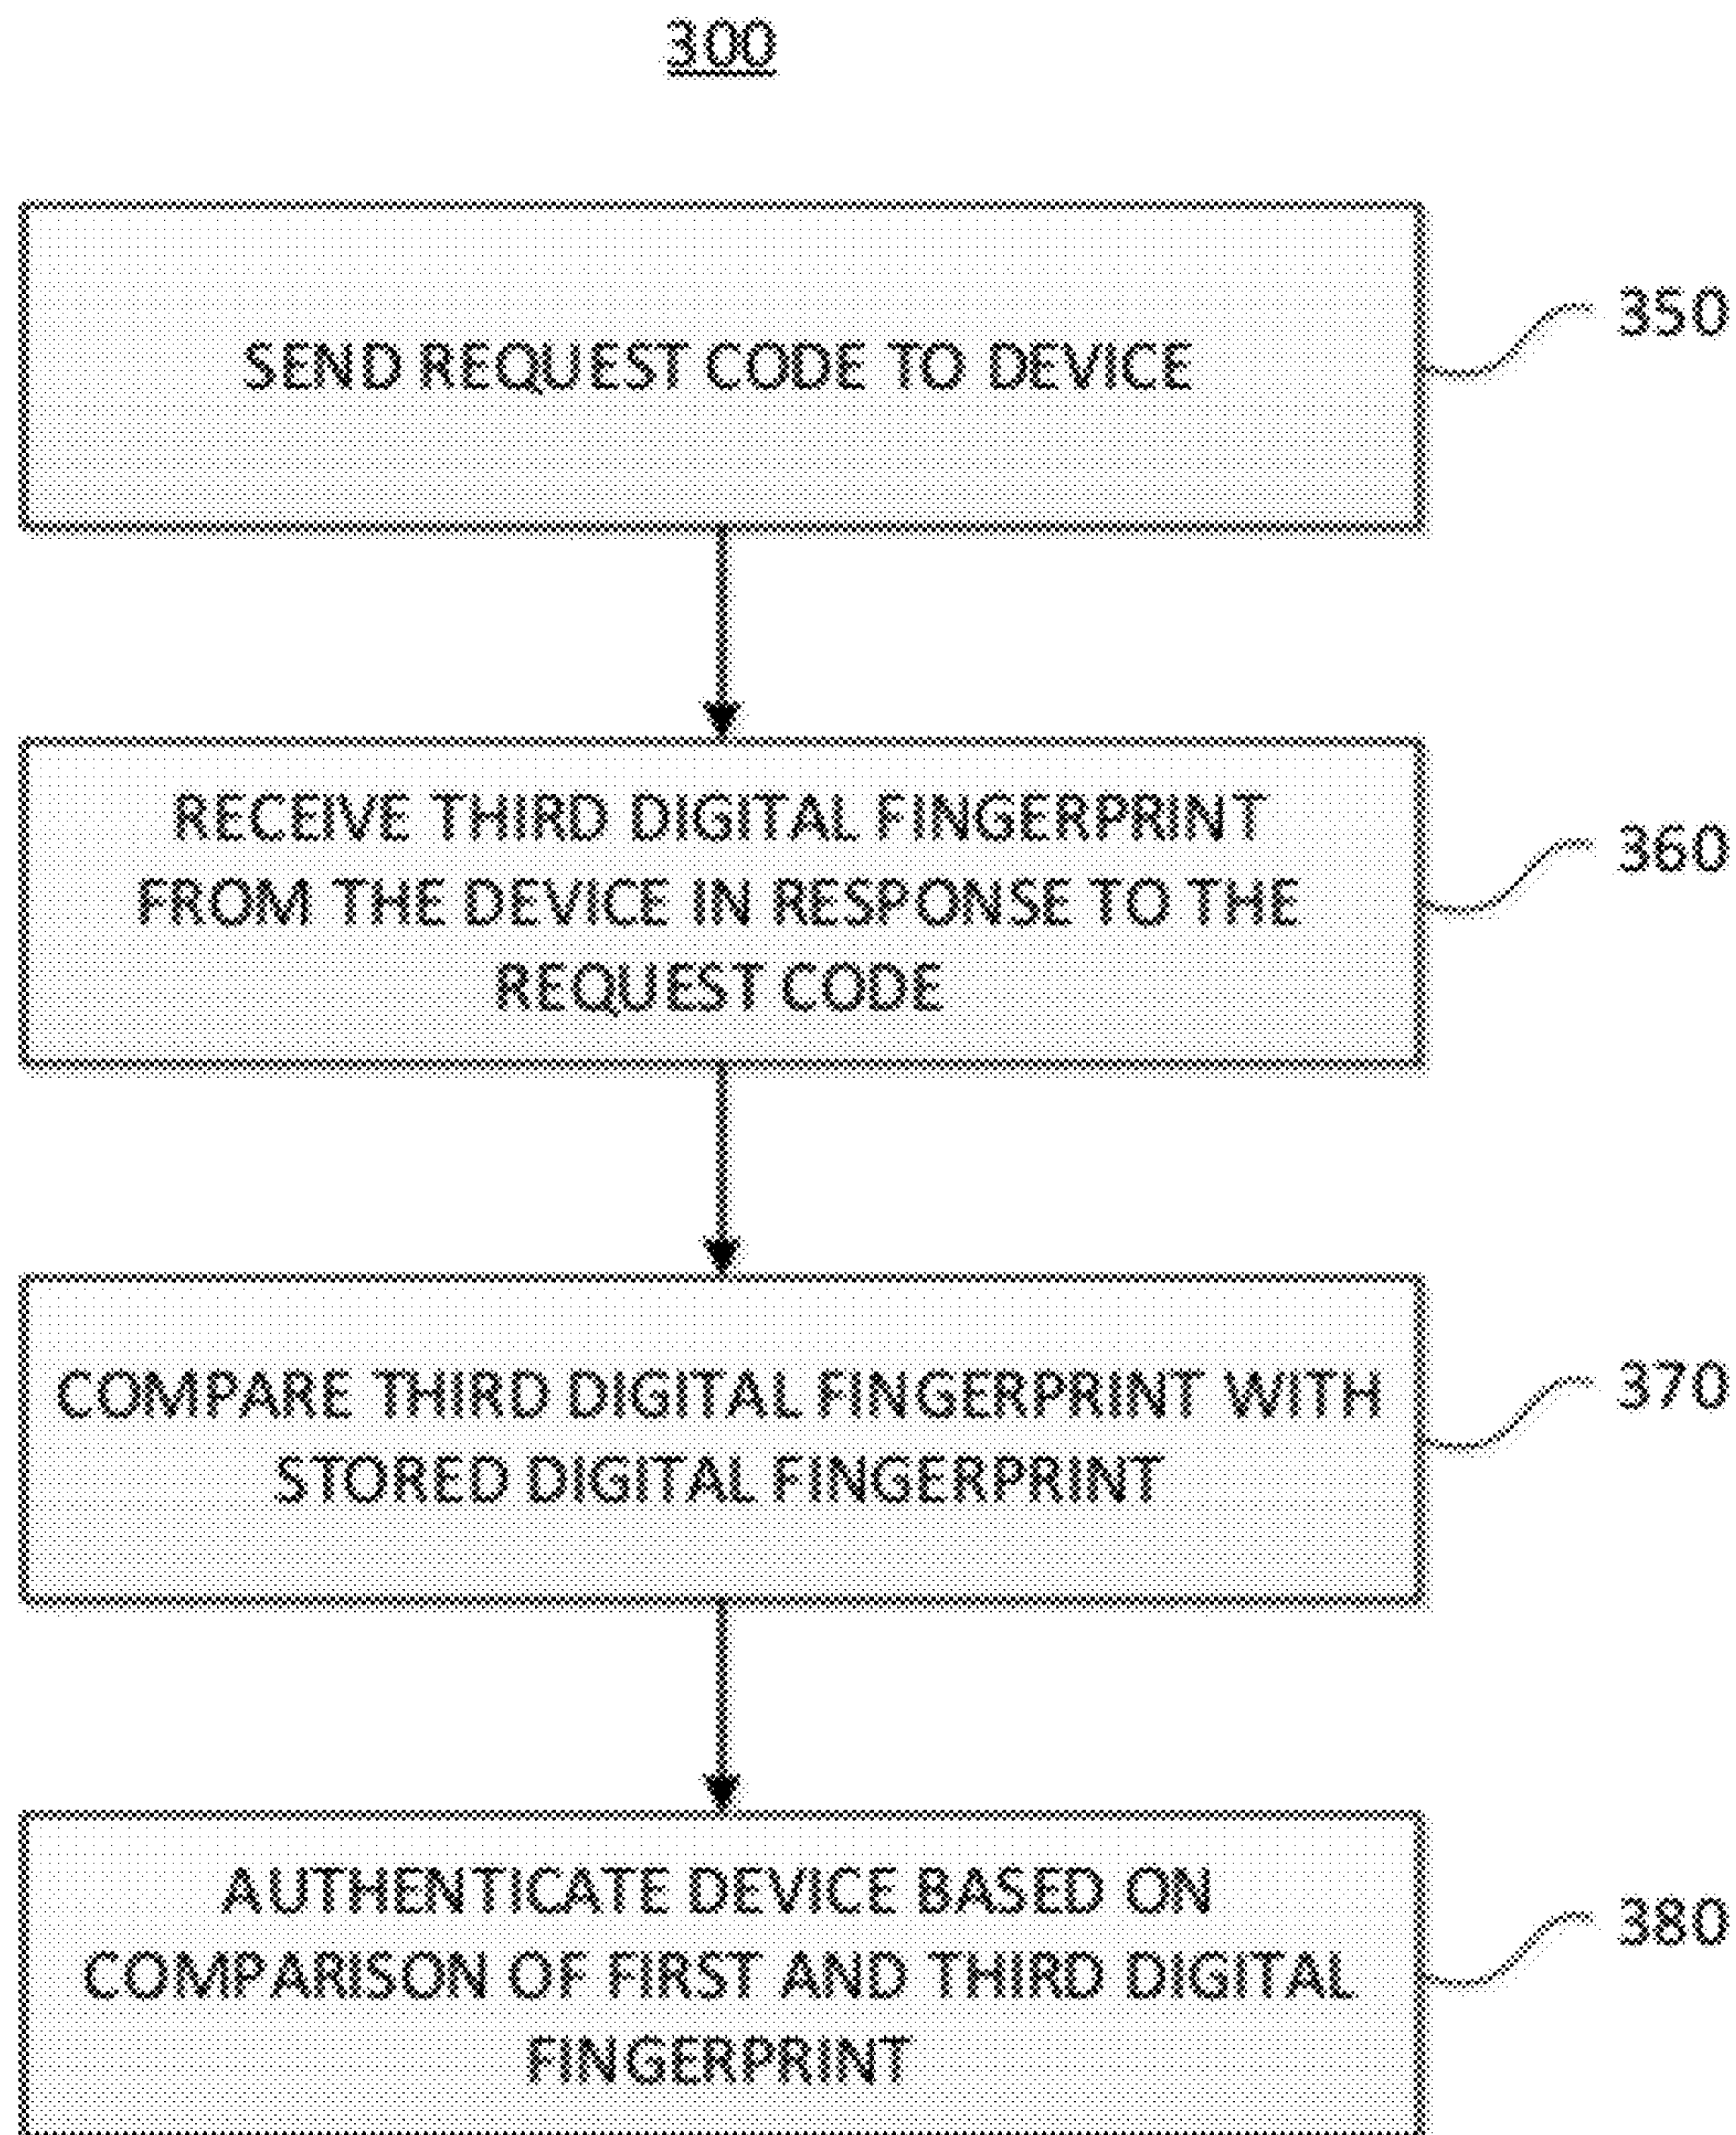 300
SEND REQUEST CODE TO DEVICE
350
RECEIVE THIRD DIGITAL FINGERPRINT
FROM THE DEVICE IN RESPONSE TO THE
REQUEST CODE
360
COMPARE THIRD DIGITAL FINGERPRINT WITH
STORED DIGITAL FINGERPRINT
370
AUTHENTICATE DEVICE BASED ON
COMPARISON OF FIRST AND THIRD DIGITAL
FINGERPRINT
380